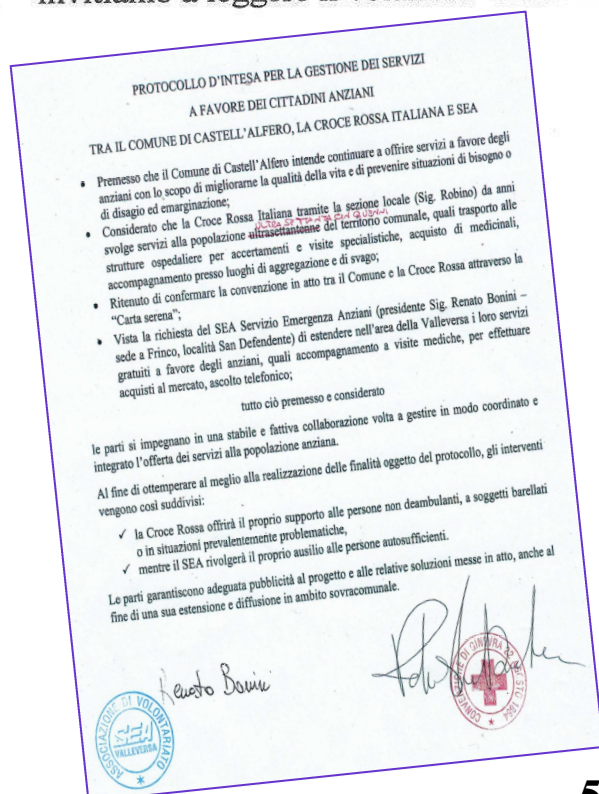 invitiamo a leggere il
PROTOCOLLO D'INTESA PER LA GESTIONE DEI SERVIZI
A FAVORE DEI CITTADINI ANZIANI
TRA IL COMUNE DI CASTELL'ALFERO, LA CROCE ROSSA ITALIANA E SEA
• Premesso che il Comune di Castell'Alfero intende continuare a offrire servizi a favore degli
anziani con lo scopo di migliorarne la qualità della vita e di prevenire situazioni di bisogno o
di disagio ed emarginazione;
• Considerato che la Croce Rossa Italiana tramite la sezione locale (Sig. Robino) da anni
ULTRASETTANTACINQUENNI
svolge servizi alla popolazione ultrasettantenne del territorio comunale, quali trasporto alle
strutture ospedaliere per accertamenti e visite specialistiche, acquisto di medicinali,
accompagnamento presso luoghi di aggregazione e di svago;
• Ritenuto di confermare la convenzione in atto tra il Comune e la Croce Rossa attraverso la
“Carta serena”;
• Vista la richiesta del SEA Servizio Emergenza Anziani (presidente Sig. Renato Bonini –
sede a Frinco, località San Defendente) di estendere nell'area della Valleversa i loro servizi
gratuiti a favore degli anziani, quali accompagnamento a visite mediche, per effettuare
acquisti al mercato, ascolto telefonico;
tutto ciò premesso e considerato
le parti si impegnano in una stabile e fattiva collaborazione volta a gestire in modo coordinato e
integrato l'offerta dei servizi alla popolazione anziana.
Al fine di ottemperare al meglio alla realizzazione delle finalità oggetto del protocollo, gli interventi
vengono così suddivisi:
✓ la Croce Rossa offrirà il proprio supporto alle persone non deambulanti, a soggetti barellati
o in situazioni prevalentemente problematiche,
✓ mentre il SEA rivolgerà il proprio ausilio alle persone autosufficienti.
Le parti garantiscono adeguata pubblicità al progetto e alle relative soluzioni messe in atto, anche al
fine di una sua estensione e diffusione in ambito sovracomunale.
Renato Bonini
ASSOCIAZIONE DI VOLONTARIATO
SEA
VALLEVERSA
CONVENZIONE DI GINEVRA 22 AGOSTO 1864
5